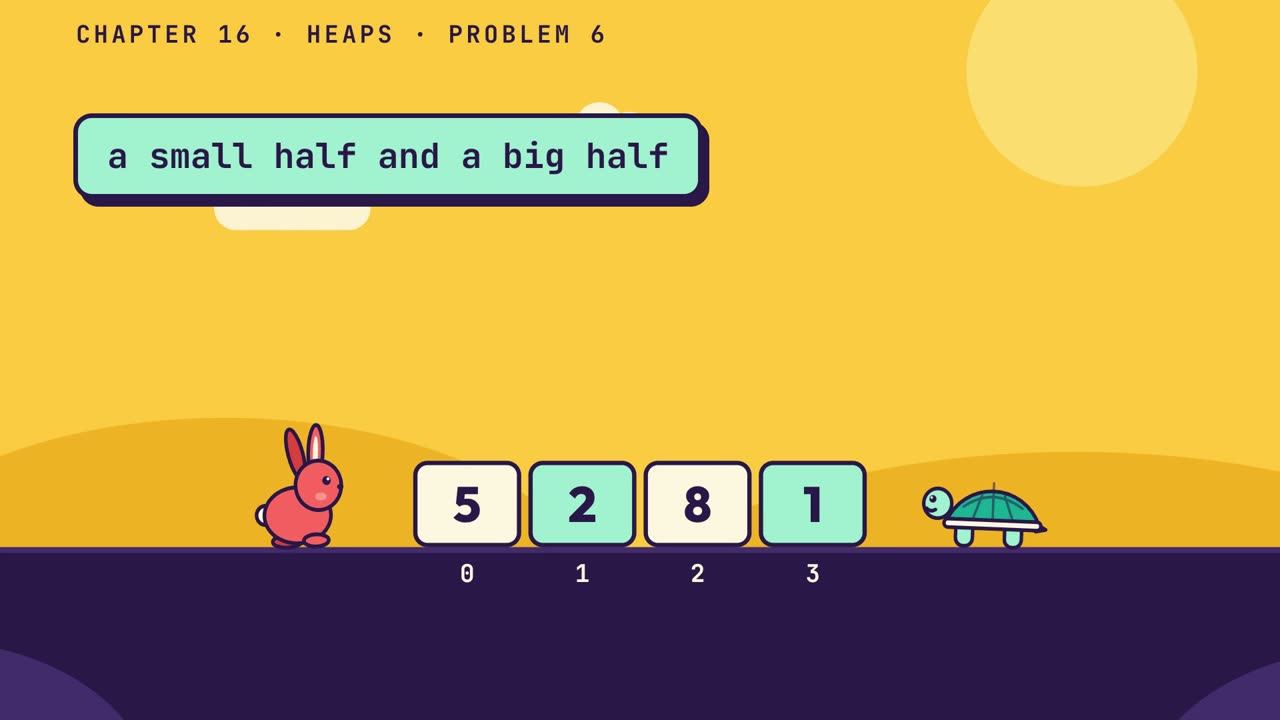 CHAPTER 16 · HEAPS · PROBLEM 6
a small half and a big half
5 2 8 1
0 1 2 3